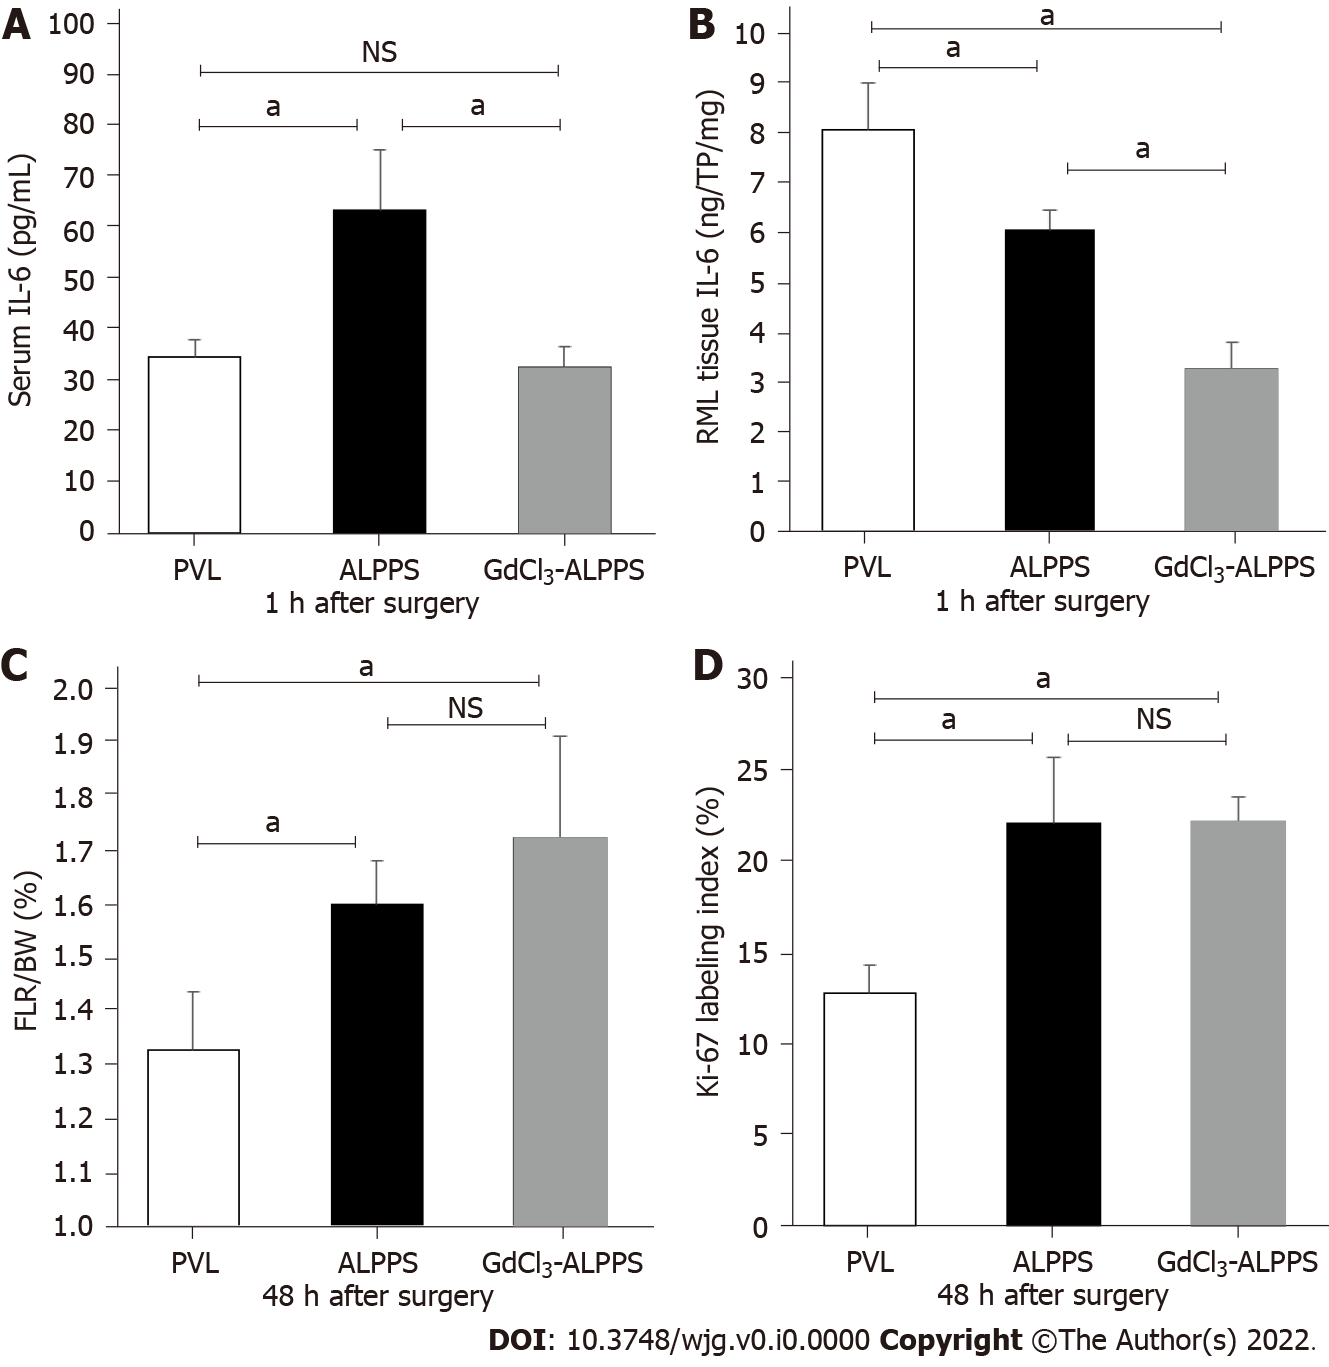 A
100
90
80
70
60
50
40
30
20
10
0
Serum IL-6 (pg/mL)
NS
a
a
PVL
ALPPS
GdCl3-ALPPS
1 h after surgery
B
10
9
8
7
6
5
4
3
2
1
0
RML tissue IL-6 (ng/TP/mg)
a
a
a
PVL
ALPPS
GdCl3-ALPPS
1 h after surgery
C
2.0
1.9
1.8
1.7
1.6
1.5
1.4
1.3
1.2
1.1
1.0
FLR/BW (%)
a
NS
a
PVL
ALPPS
GdCl3-ALPPS
48 h after surgery
D
30
25
20
15
10
5
0
Ki-67 labeling index (%)
a
a
NS
PVL
ALPPS
GdCl3-ALPPS
48 h after surgery
DOI: 10.3748/wjg.v0.i0.0000 Copyright ©The Author(s) 2022.